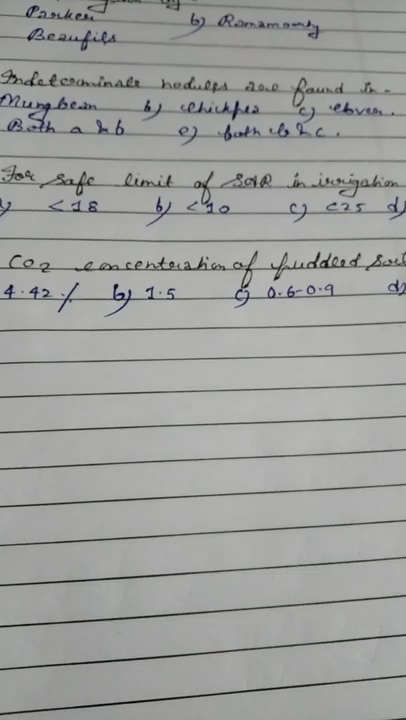 Parker b) Ramamoorty
Beaufils
Indeterminate nodules are found in-
Mungbean b) chickpea c) clover.
Both a & b e) both b & c.
For safe limit of SAR in irrigation
<18 b) <10 c) <25 d)
CO2 concentration of puddled soil
4.42% b) 1.5 c) 0.6-0.9 d)